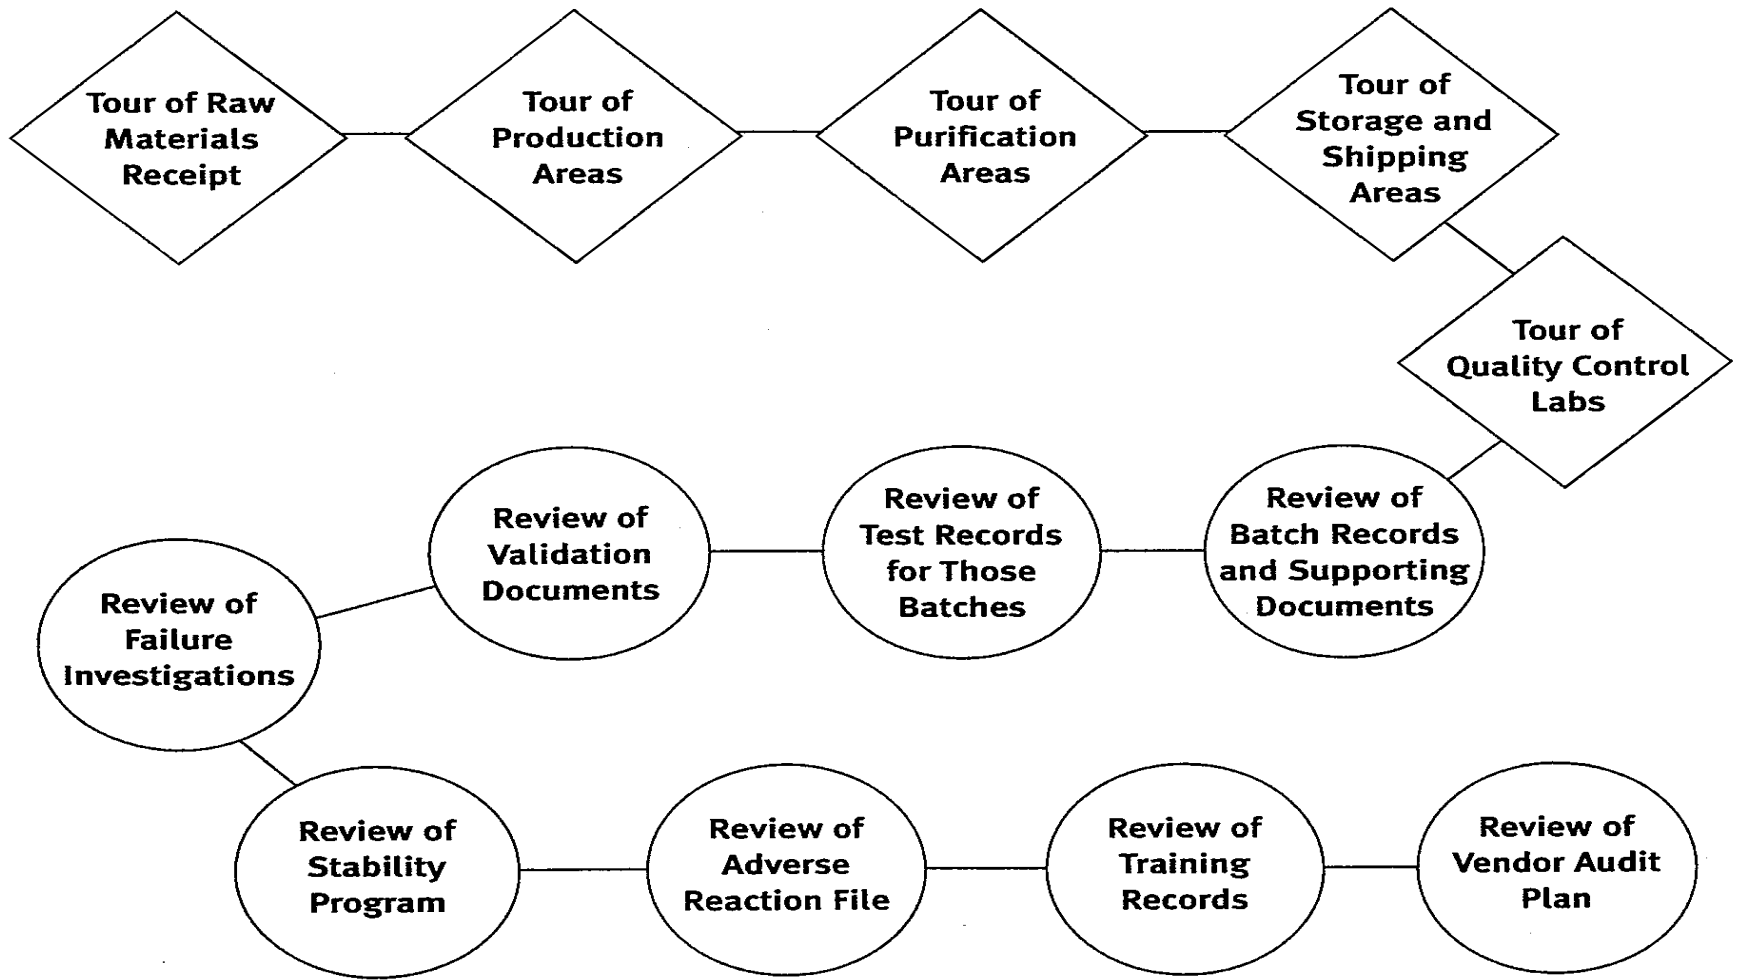 Tour of Raw
Materials
Receipt
Tour of
Production
Areas
Tour of
Purification
Areas
Tour of
Storage and
Shipping
Areas
Tour of
Quality Control
Labs
Review of
Batch Records
and Supporting
Documents
Review of
Test Records
for Those
Batches
Review of
Validation
Documents
Review of
Failure
Investigations
Review of
Stability
Program
Review of
Adverse
Reaction File
Review of
Training
Records
Review of
Vendor Audit
Plan